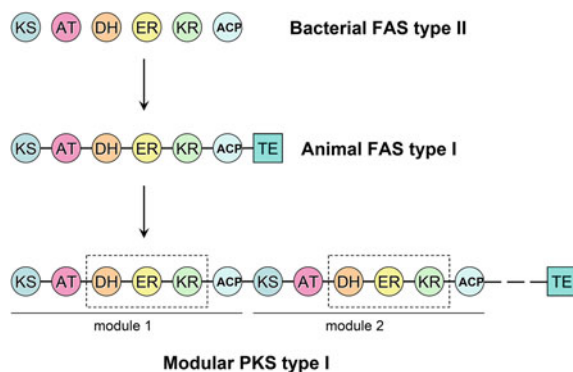 KS AT DH ER KR ACP Bacterial FAS type II
KS AT DH ER KR ACP TE Animal FAS type I
KS AT DH ER KR ACP KS AT DH ER KR ACP TE
module 1 module 2
Modular PKS type I